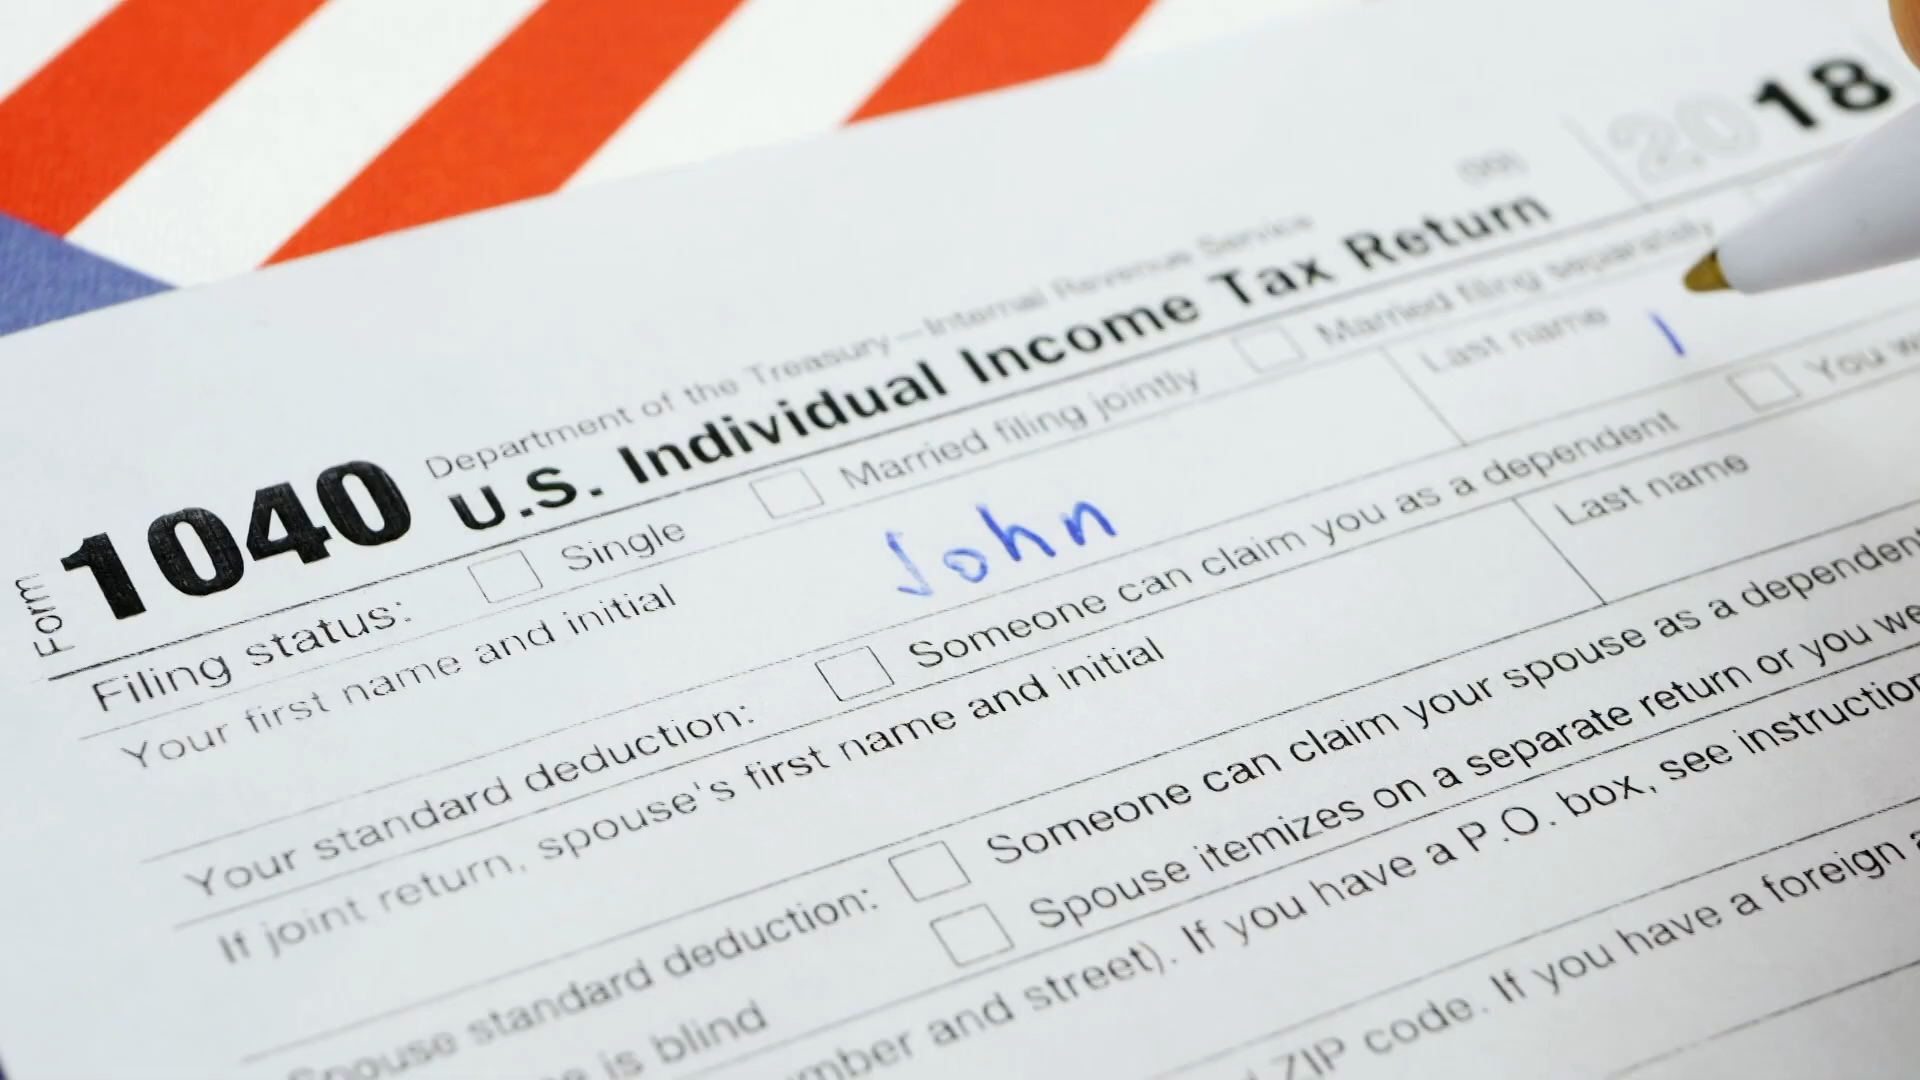 Form 1040 Department of the Treasury—Internal Revenue Service (99)
U.S. Individual Income Tax Return 2018
Filing status: Single Married filing jointly Married filing separately
Your first name and initial John Last name
Your standard deduction: Someone can claim you as a dependent You
If joint return, spouse's first name and initial Last name
Spouse standard deduction: Someone can claim your spouse as a dependent
is blind Spouse itemizes on a separate return or you
and street). If you have a P.O. box, see
ZIP code. If you have a foreign